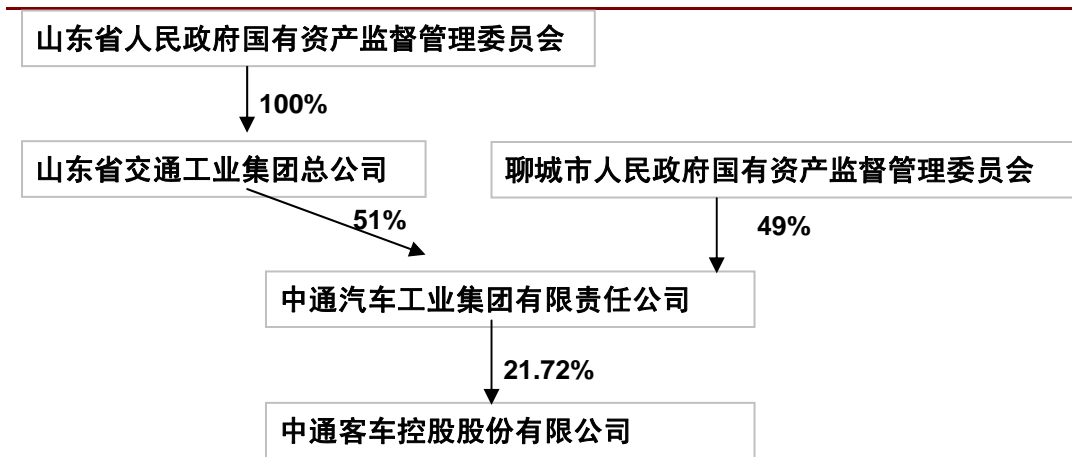 山东省人民政府国有资产监督管理委员会
100%
山东省交通工业集团总公司
聊城市人民政府国有资产监督管理委员会
51%
49%
中通汽车工业集团有限责任公司
21.72%
中通客车控股股份有限公司